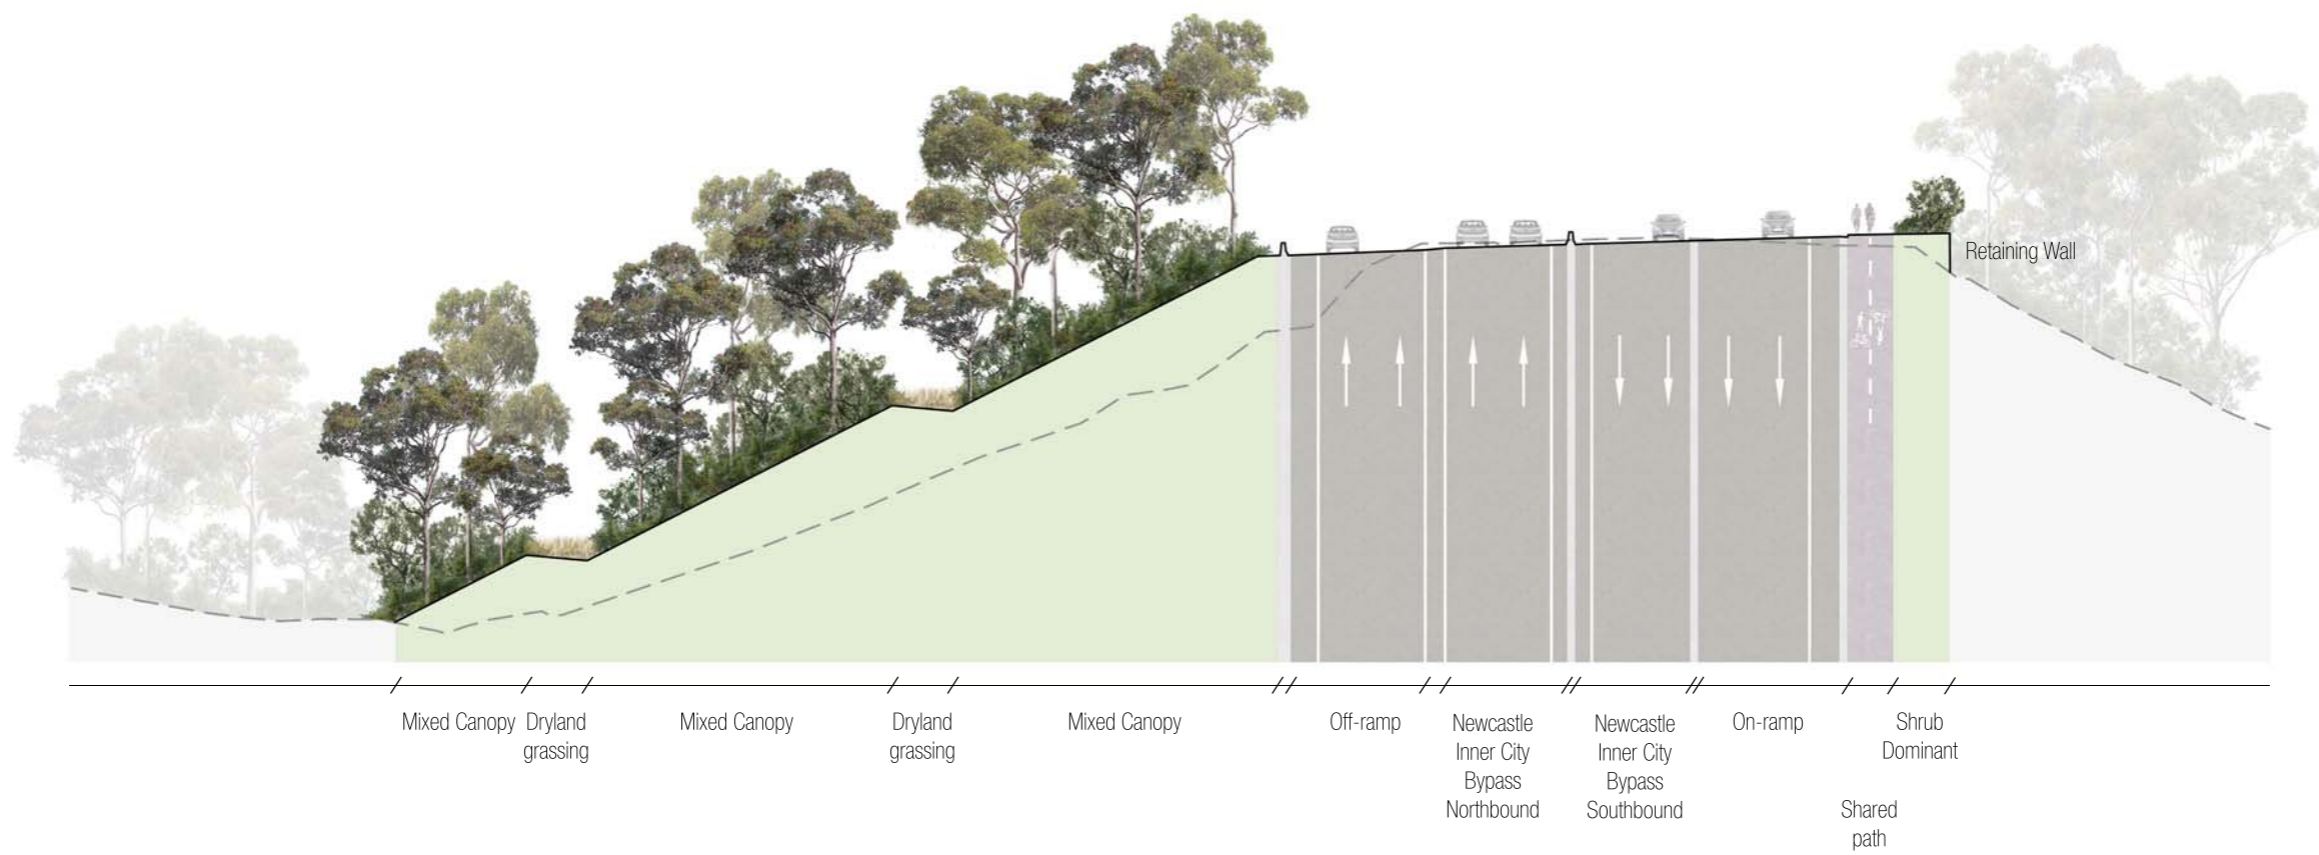 Retaining Wall
Mixed Canopy
Dryland
grassing
Mixed Canopy
Dryland
grassing
Mixed Canopy
Off-ramp
Newcastle
Inner City
Bypass
Northbound
Newcastle
Inner City
Bypass
Southbound
On-ramp
Shared
path
Shrub
Dominant